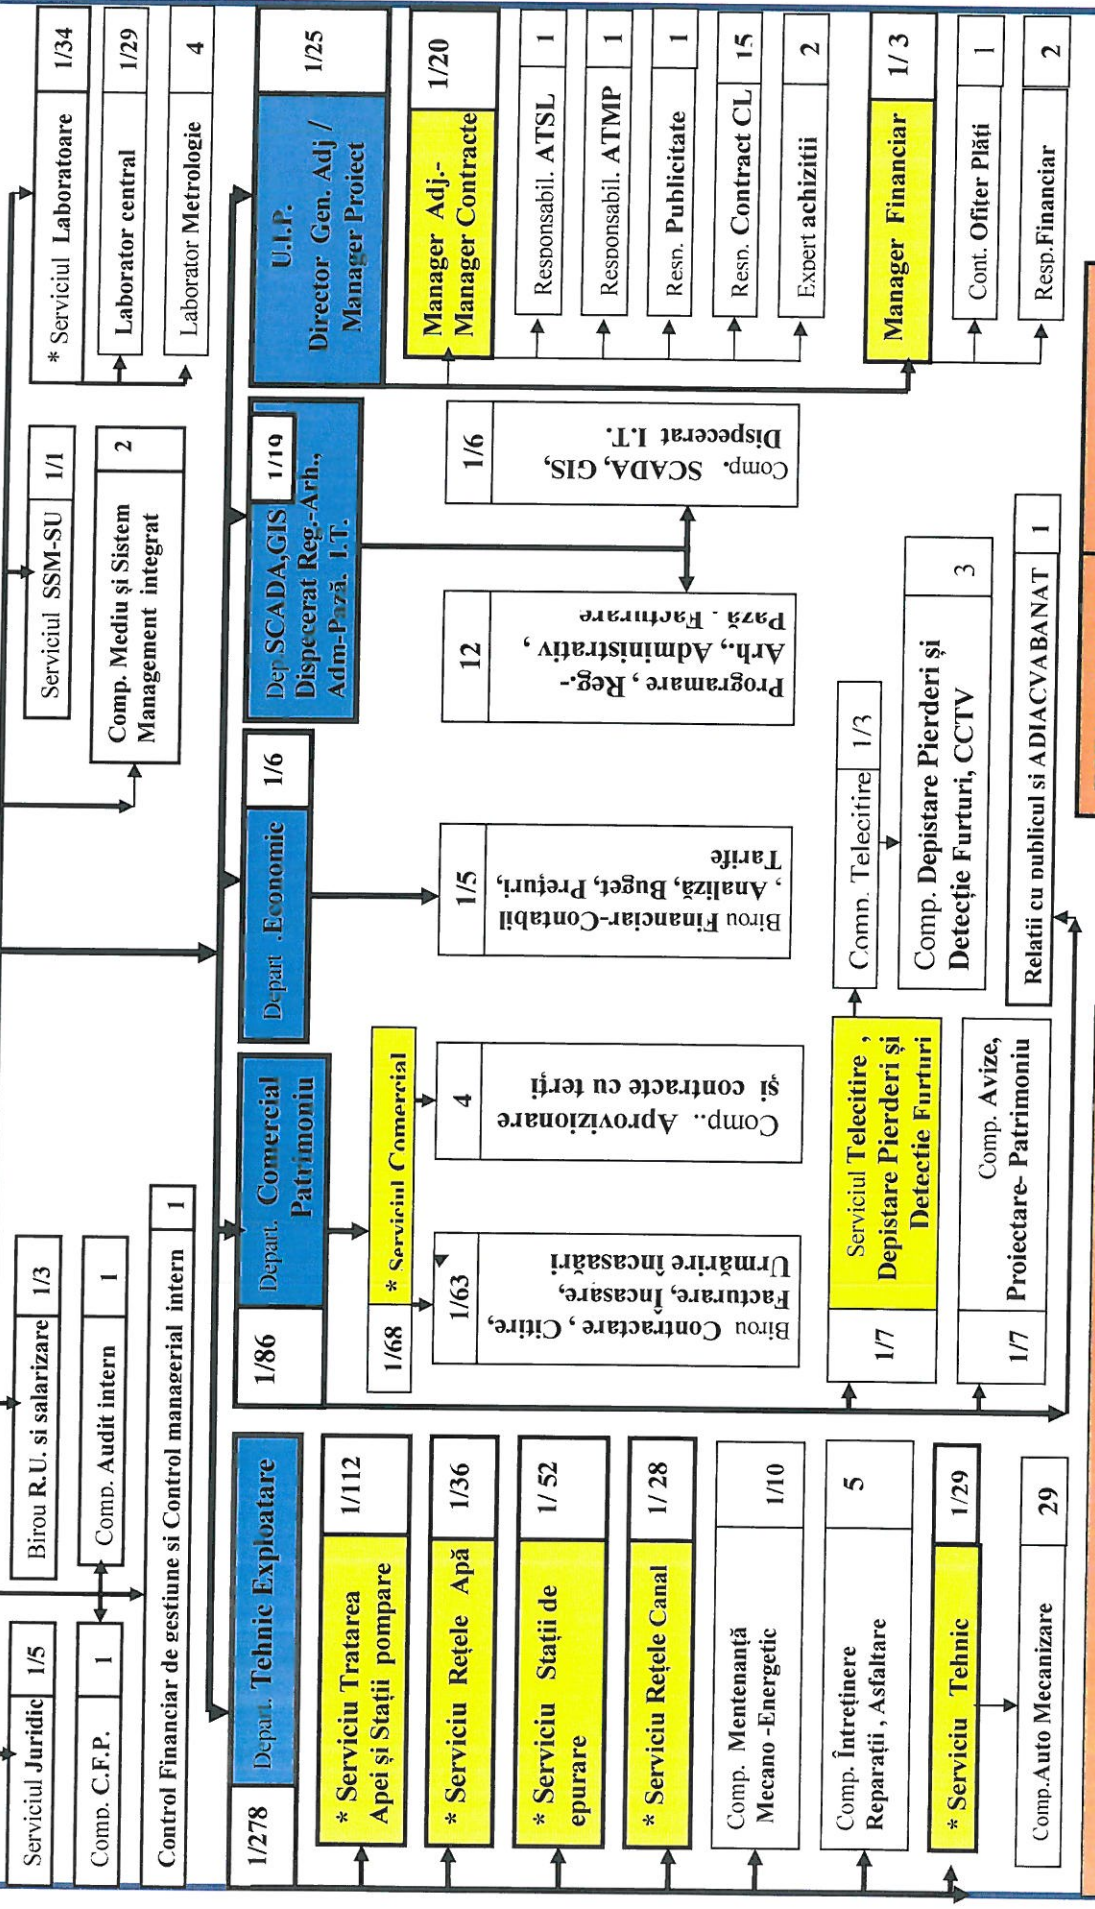 Serviciul Juridic 1/5
Comp. C.F.P. 1
Birou R.U. si salarizare 1/3
Comp. Audit intern 1
Control Financiar de gestiune si Control managerial intern 1
Serviciul SSM-SU 1/1
Comp. Mediu și Sistem
Management integrat
2
* Serviciul Laboratoare 1/34
Laborator central 1/29
Laborator Metrologie 4
1/278
Depart. Tehnic Exploatare
* Serviciu Tratarea
Apei și Stații pompare
1/112
* Serviciu Rețele Apă 1/36
* Serviciu Stații de
epurare
1/ 52
* Serviciu Rețele Canal 1/ 28
Comp. Mentenanță
Mecano -Energetic
1/10
Comp. Întreținere
Reparații , Asfaltare
5
* Serviciu Tehnic 1/29
Comp.Auto Mecanizare 29
1/86
Depart. Comercial
Patrimoniu
1/68
* Serviciul Comercial
1/63
Birou Contractare , Citire,
Facturare, Încasare,
Urmărire încasări
4
Comp.. Aprovizionare
și contracte cu terți
1/7
Serviciul Telecitire ,
Depistare Pierderi și
Detectie Furturi
Comp. Telecitire 1/3
Comp. Depistare Pierderi și
Detecție Furturi, CCTV
3
1/7
Comp. Avize,
Proiectare- Patrimoniu
Relatii cu publicul si ADIACVABANAT 1
Depart .Economic 1/6
1/5
Birou Financiar-Contabil
, Analiză, Buget, Prețuri,
Tarife
Dep.SCADA,GIS
Dispecerat Reg.-Arh.,
Adm-Pază. I.T.
1/19
12
Programare , Reg.-
Arh., Administrativ ,
Pază . Facturare
1/6
Comp. SCADA, GIS,
Dispecerat I.T.
U.I.P.
Director Gen. Adj /
Manager Proiect
1/25
Manager Adj.-
Manager Contracte
1/20
Responsabil. ATSL 1
Responsabil. ATMP 1
Resp. Publicitate 1
Resp. Contract CL 15
Expert achizitii 2
Manager Financiar 1/ 3
Cont. Ofiter Plăți 1
Resp.Financiar 2